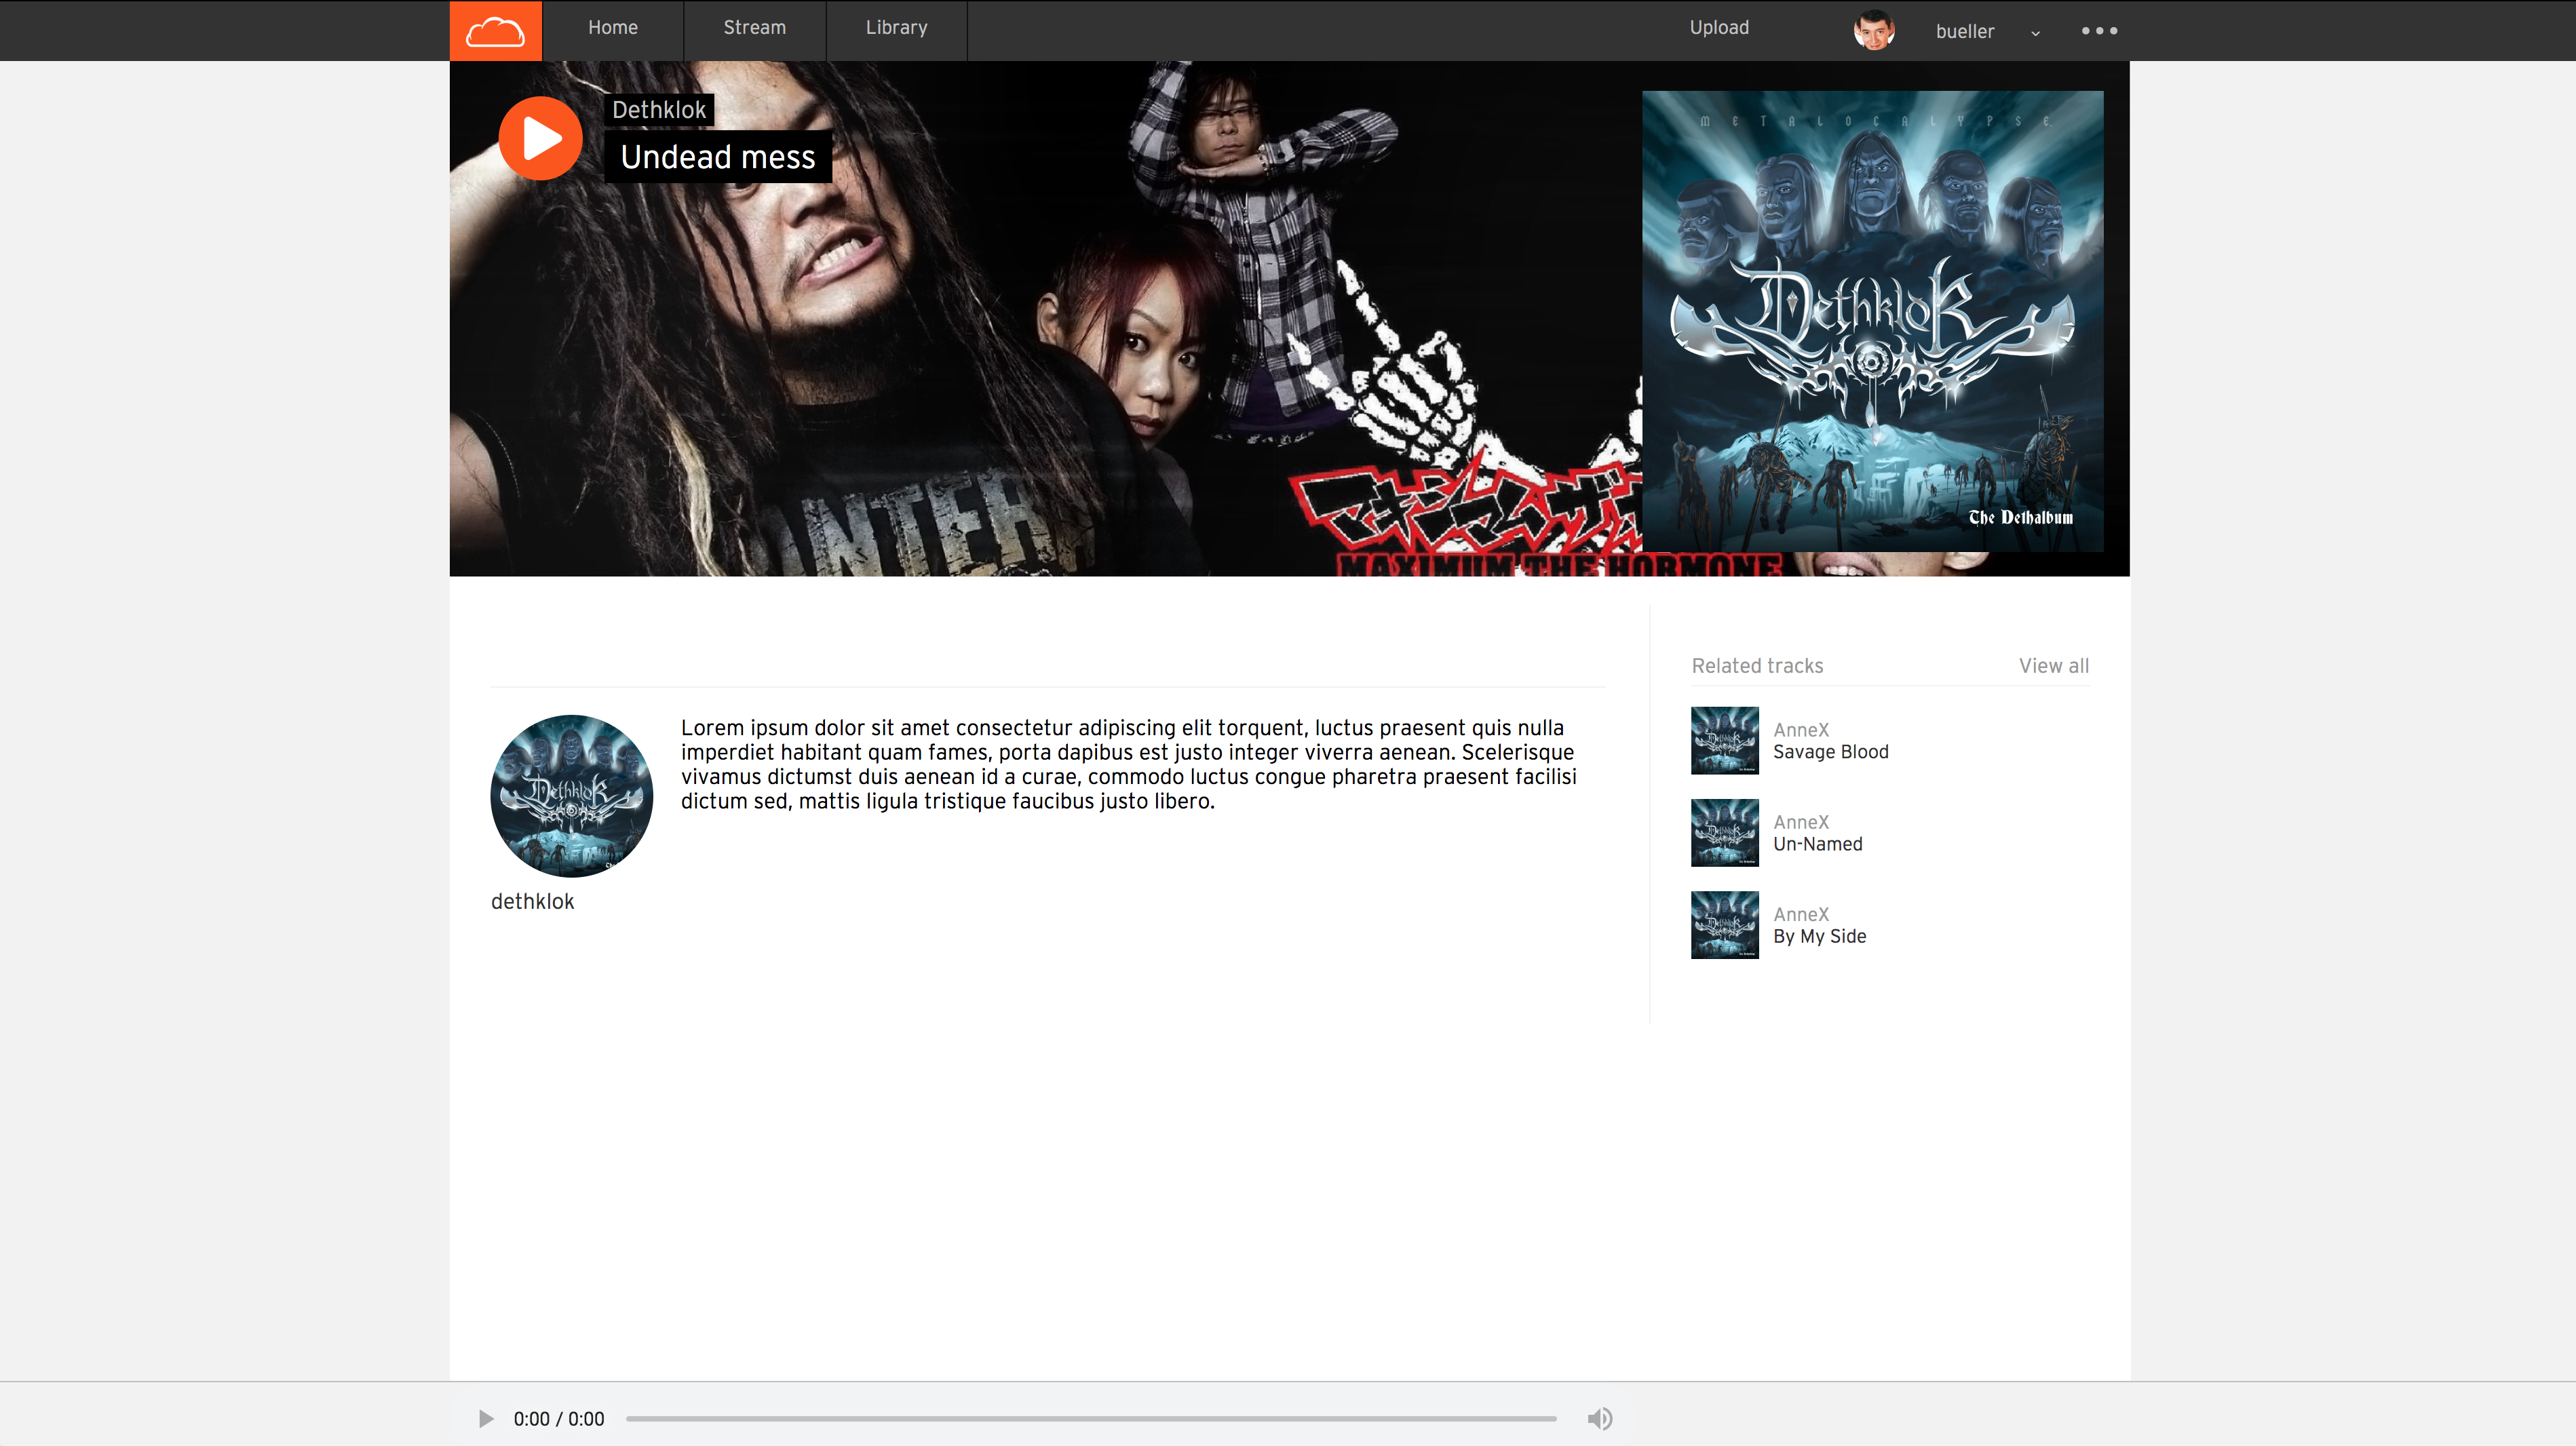 Home
Stream
Library
Upload
bueller
Dethklok
Undead mess
METALOCALYPSE
Dethklok
The Dethalbum
PANTERA
MAXIMUM THE HORMONE
Related tracks
View all
Lorem ipsum dolor sit amet consectetur adipiscing elit torquent, luctus praesent quis nulla
imperdiet habitant quam fames, porta dapibus est justo integer viverra aenean. Scelerisque
vivamus dictumst duis aenean id a curae, commodo luctus congue pharetra praesent facilisi
dictum sed, mattis ligula tristique faucibus justo libero.
dethklok
AnneX
Savage Blood
AnneX
Un-Named
AnneX
By My Side
0:00 / 0:00